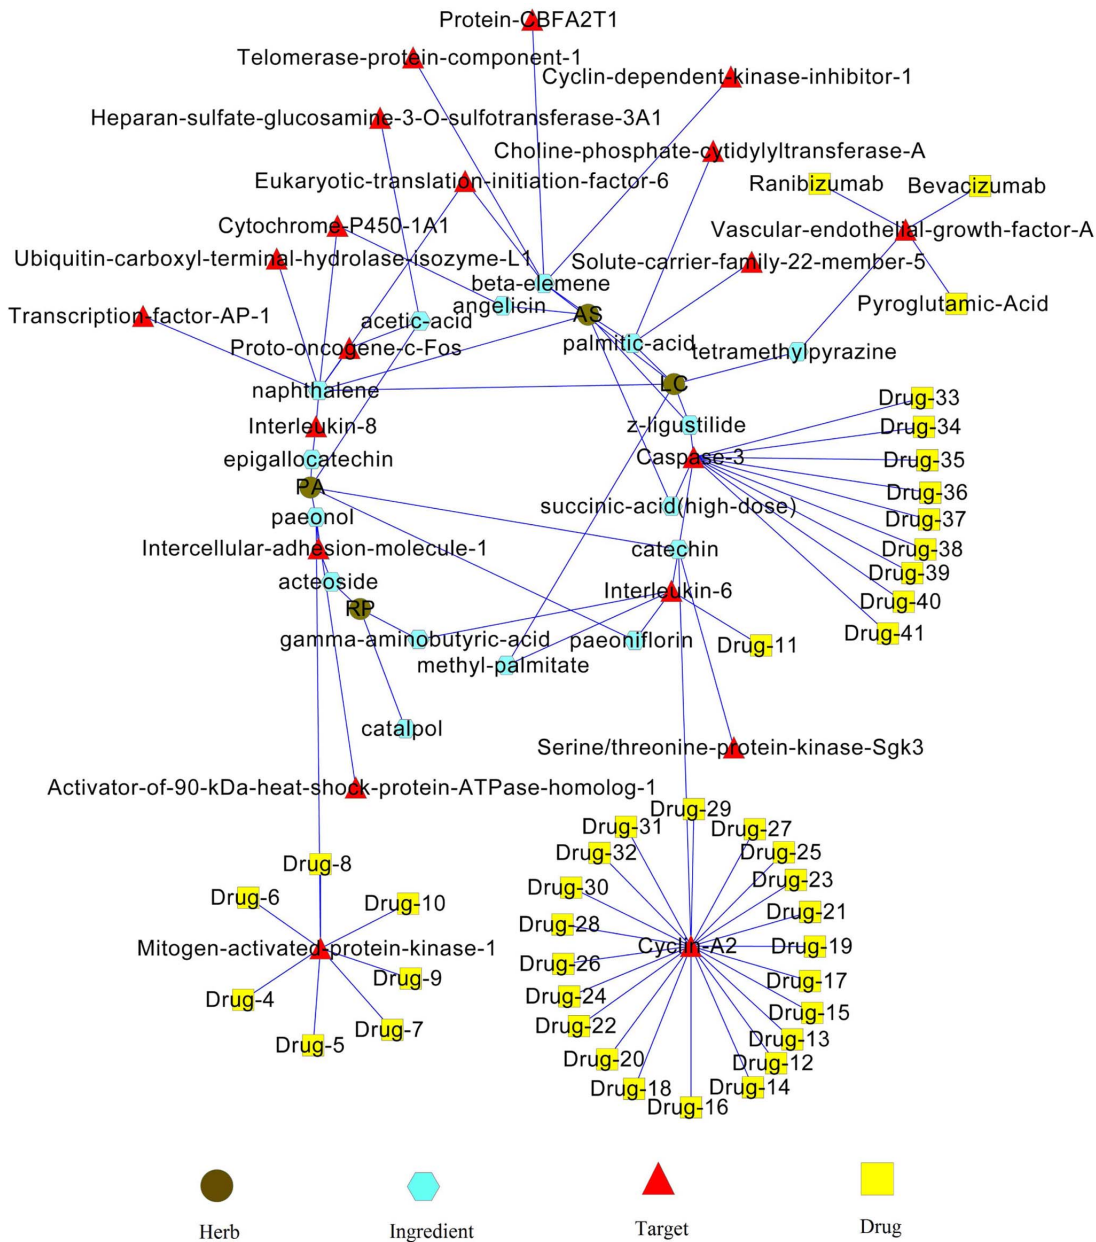 Protein-CBFA2T1
Telomerase-protein-component-1
Cyclin-dependent-kinase-inhibitor-1
Heparan-sulfate-glucosamine-3-O-sulfotransferase-3A1
Choline-phosphate-cytidylyltransferase-A
Eukaryotic-translation-initiation-factor-6
Ranibizumab
Bevacizumab
Cytochrome-P450-1A1
Vascular-endothelial-growth-factor-A
Ubiquitin-carboxyl-terminal-hydrolase-isozyme-L1
Solute-carrier-family-22-member-5
beta-elemene
angelicin
Pyroglutamic-Acid
Transcription-factor-AP-1
acetic-acid
AS
Proto-oncogene-c-Fos
palmitic-acid
tetramethylpyrazine
naphthalene
LC
Drug-33
Interleukin-8
z-ligustilide
Drug-34
epigallocatechin
Caspase-3
Drug-35
PA
Drug-36
paeonol
succinic-acid(high-dose)
Drug-37
Intercellular-adhesion-molecule-1
catechin
Drug-38
acteoside
Drug-39
Interleukin-6
RP
Drug-40
gamma-aminobutyric-acid
paeoniflorin
Drug-11
Drug-41
methyl-palmitate
catalpol
Serine/threonine-protein-kinase-Sgk3
Activator-of-90-kDa-heat-shock-protein-ATPase-homolog-1
Drug-29
Drug-31
Drug-27
Drug-8
Drug-32
Drug-25
Drug-6
Drug-30
Drug-23
Drug-10
Drug-21
Drug-28
Mitogen-activated-protein-kinase-1
Cyclin-A2
Drug-19
Drug-26
Drug-9
Drug-17
Drug-4
Drug-24
Drug-15
Drug-7
Drug-22
Drug-13
Drug-5
Drug-20
Drug-12
Drug-18
Drug-14
Drug-16
Herb
Ingredient
Target
Drug